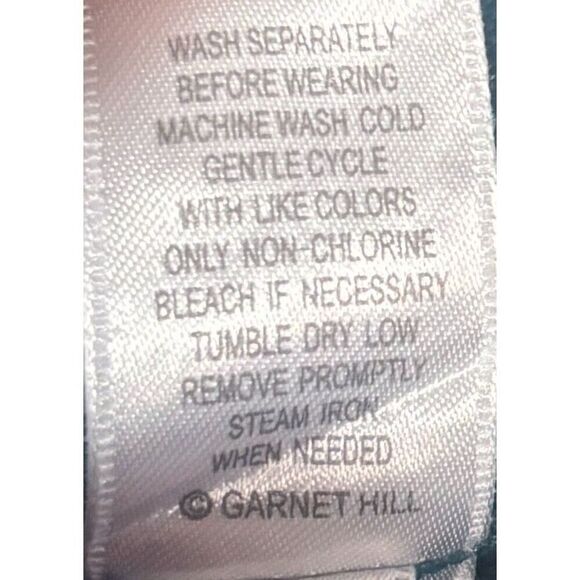 WASH SEPARATELY
BEFORE WEARING
MACHINE WASH COLD
GENTLE CYCLE
WITH LIKE COLORS
ONLY NON-CHLORINE
BLEACH IF NECESSARY
TUMBLE DRY LOW
REMOVE PROMPTLY
STEAM IRON
WHEN NEEDED
© GARNET HILL